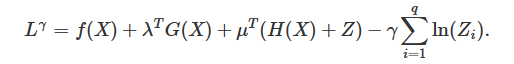 L^γ = f(X) + λ^T G(X) + μ^T (H(X) + Z) − γ ∑_{i=1}^{q} ln(Z_i).